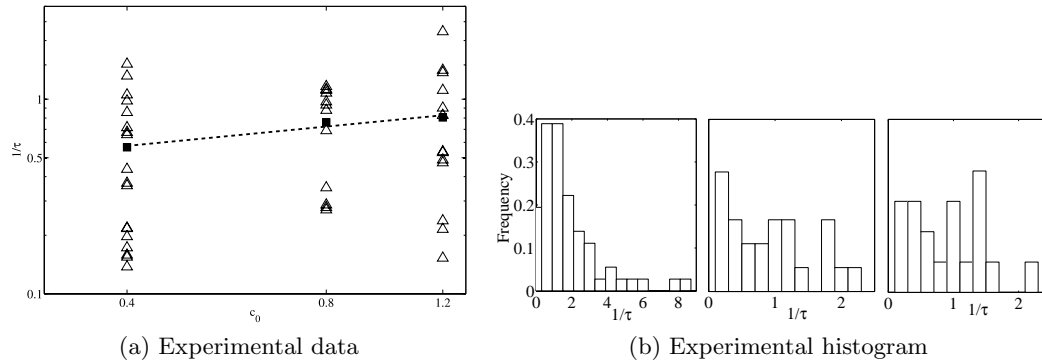 1
0.5
0.1
1/τ
0.4 0.8 1.2
c0
(a) Experimental data
0.4
0.3
0.2
0.1
0
Frequency
0 2 4 6 8
1/τ
0 1 2
1/τ
0 1 2
1/τ
(b) Experimental histogram